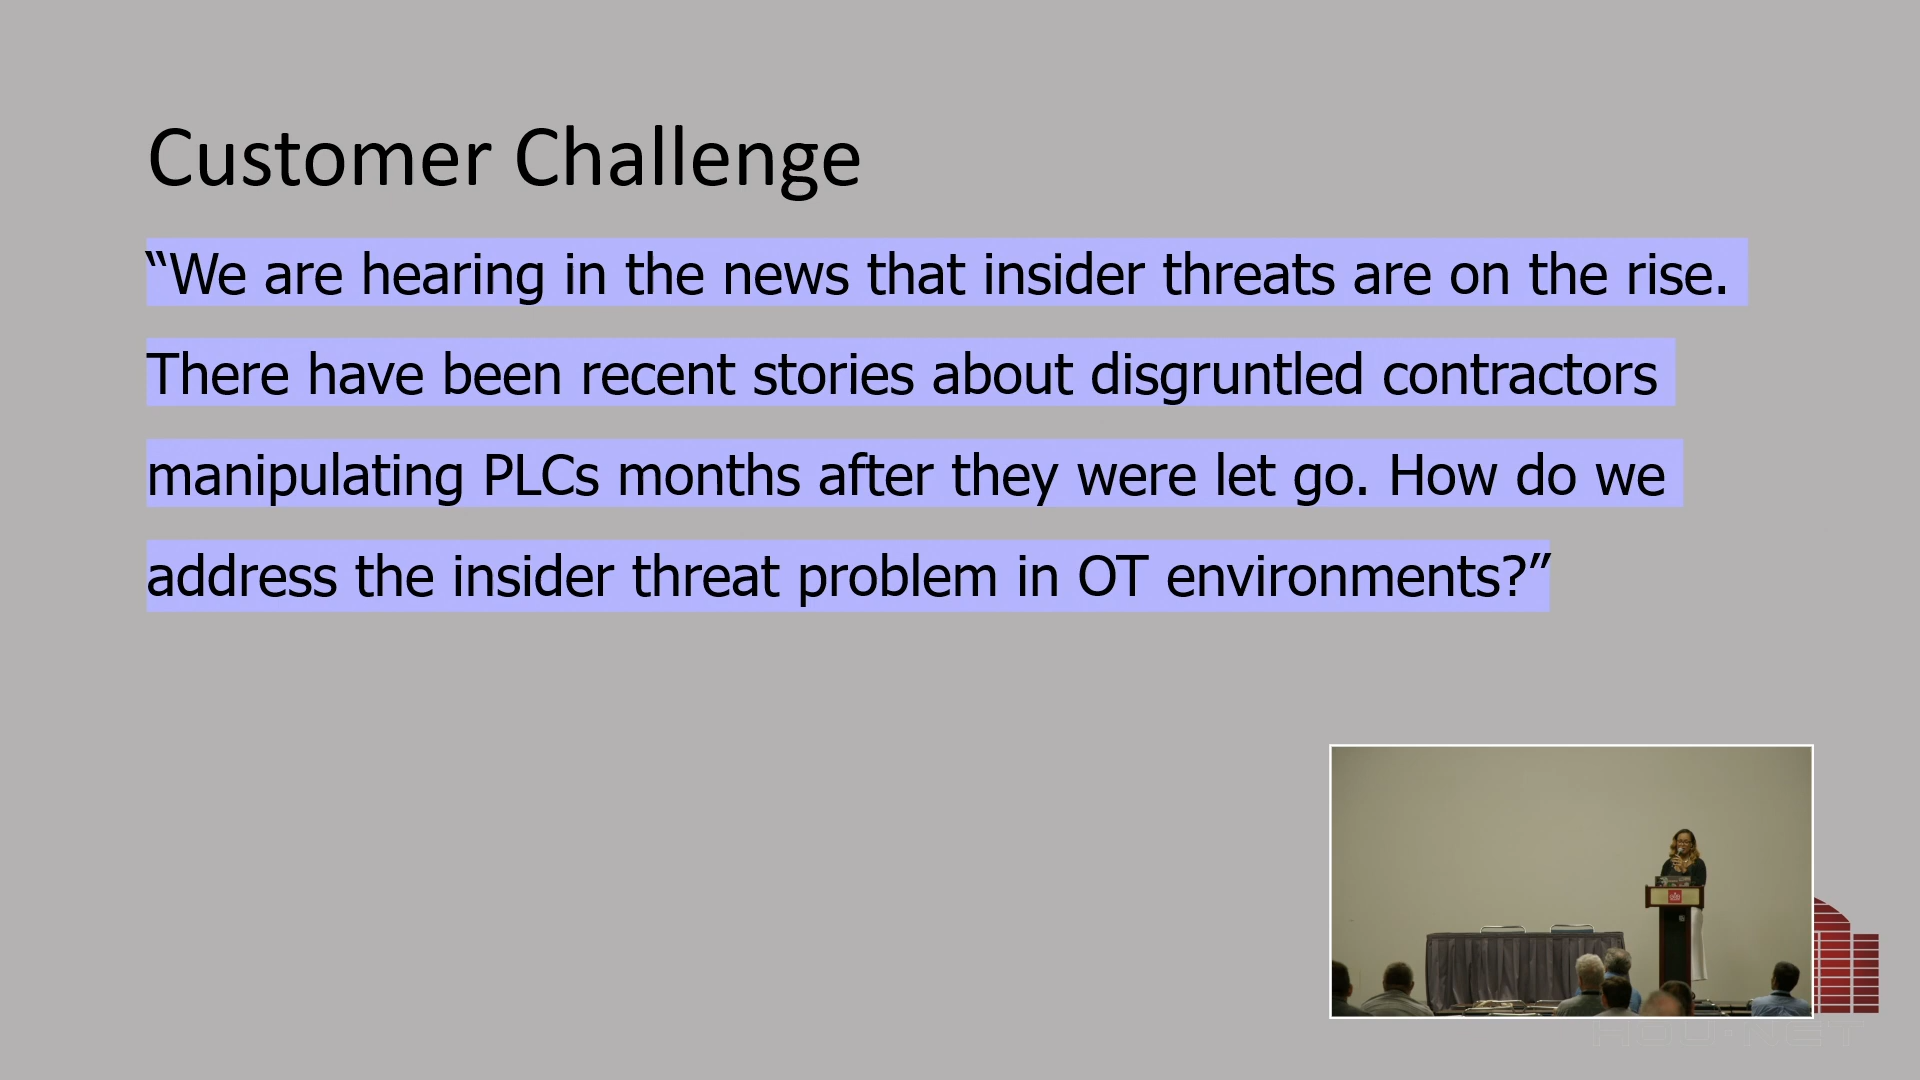 Customer Challenge
“We are hearing in the news that insider threats are on the rise.
There have been recent stories about disgruntled contractors
manipulating PLCs months after they were let go. How do we
address the insider threat problem in OT environments?”